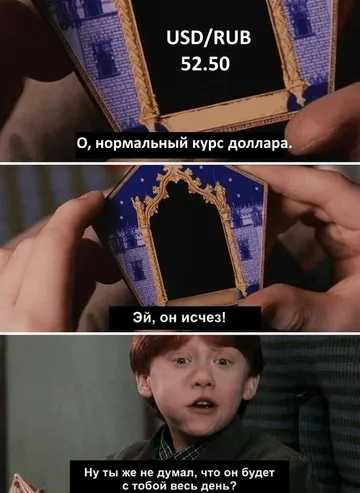 USD/RUB
52.50
О, нормальный курс доллара.
Эй, он исчез!
Ну ты же не думал, что он будет
с тобой весь день?